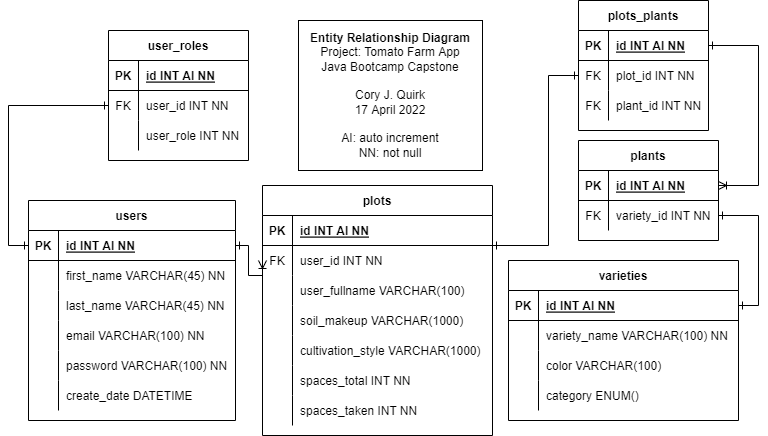 user_roles
PK id INT AI NN
FK user_id INT NN
user_role INT NN
Entity Relationship Diagram
Project: Tomato Farm App
Java Bootcamp Capstone
Cory J. Quirk
17 April 2022
AI: auto increment
NN: not null
plots_plants
PK id INT AI NN
FK plot_id INT NN
FK plant_id INT NN
plants
PK id INT AI NN
FK variety_id INT NN
users
PK id INT AI NN
first_name VARCHAR(45) NN
last_name VARCHAR(45) NN
email VARCHAR(100) NN
password VARCHAR(100) NN
create_date DATETIME
plots
PK id INT AI NN
FK user_id INT NN
user_fullname VARCHAR(100)
soil_makeup VARCHAR(1000)
cultivation_style VARCHAR(1000)
spaces_total INT NN
spaces_taken INT NN
varieties
PK id INT AI NN
variety_name VARCHAR(100) NN
color VARCHAR(100)
category ENUM()